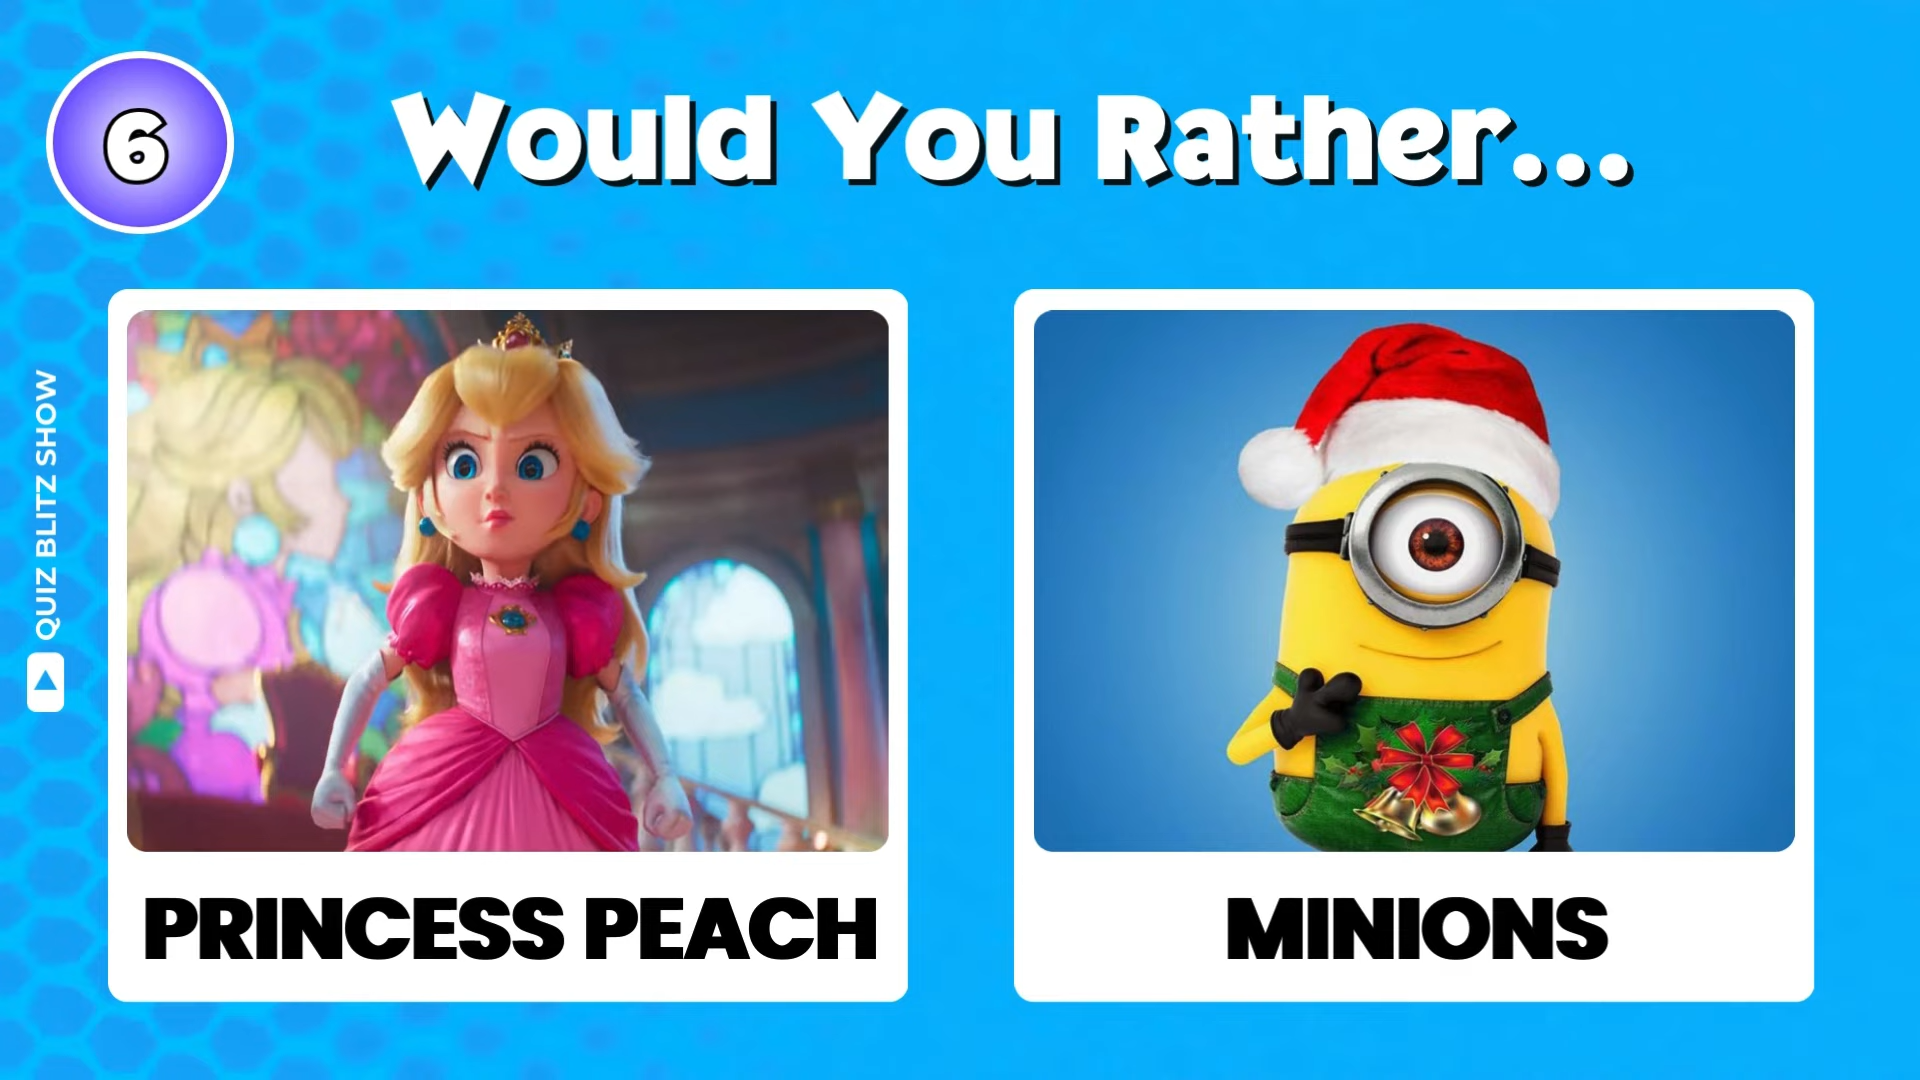 6
Would You Rather...
QUIZ BLITZ SHOW
PRINCESS PEACH
MINIONS